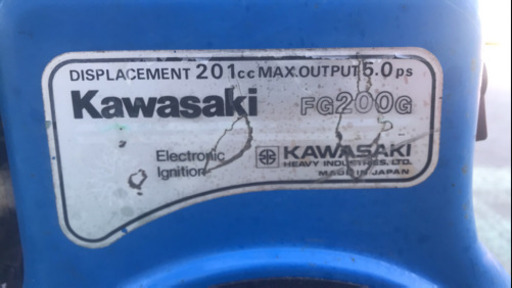 DISPLACEMENT 201cc MAX.OUTPUT 5.0ps
Kawasaki FG200G
Electronic
Ignition
KAWASAKI
HEAVY INDUSTRIES, LTD.
MADE IN JAPAN